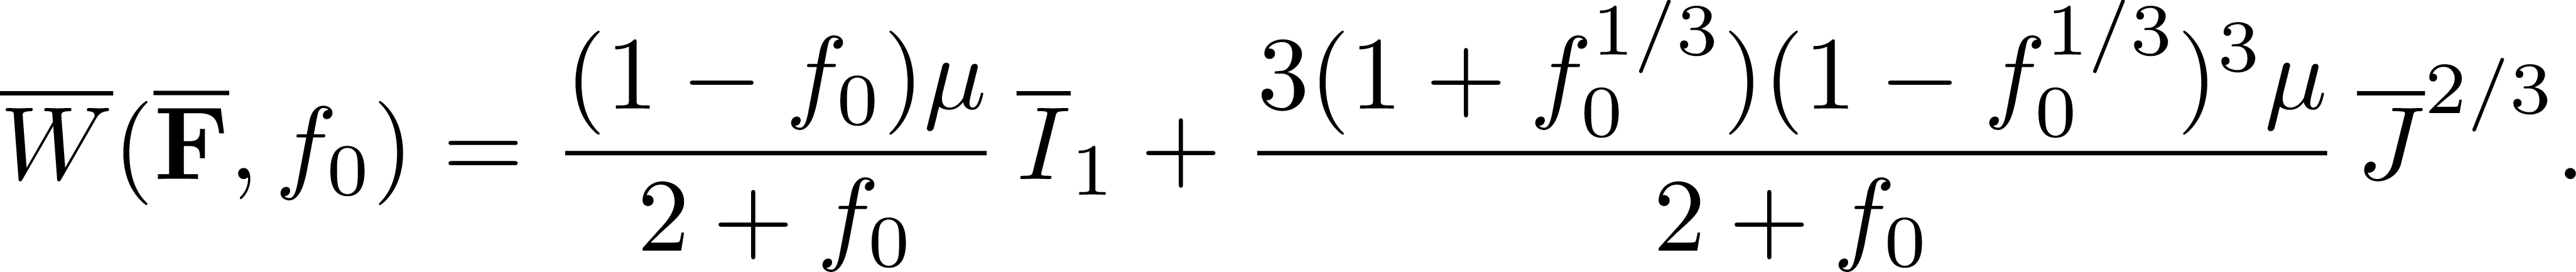 \overline{W}(\overline{\mathbf{F}}, f_0) = \frac{(1 - f_0)\mu}{2 + f_0} \overline{I}_1 + \frac{3(1 + f_0^{1/3})(1 - f_0^{1/3})^3 \mu}{2 + f_0} \overline{J}^{2/3}.